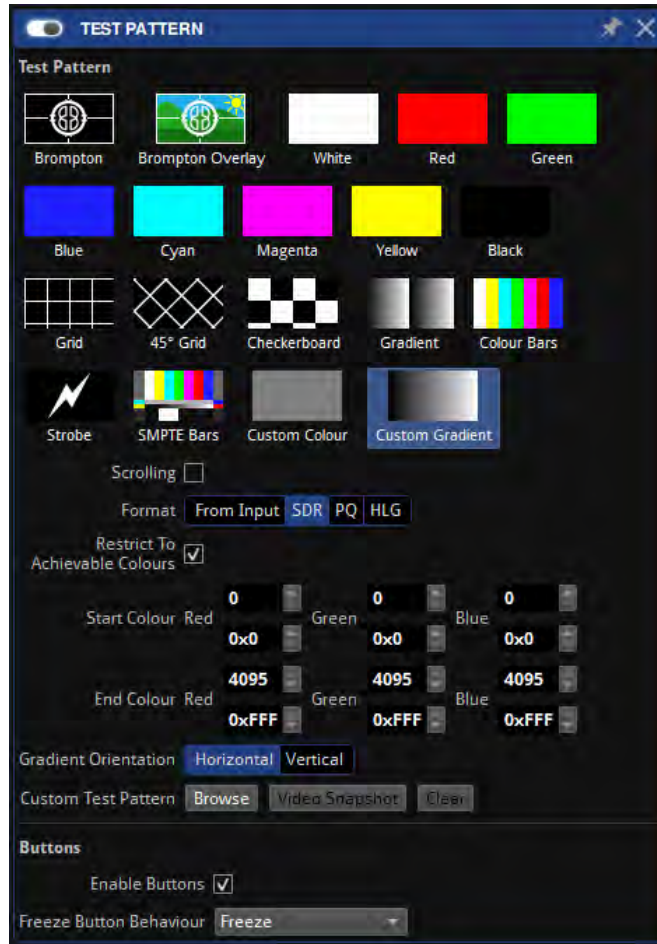 TEST PATTERN
Test Pattern
Brompton Brompton Overlay White Red Green
Blue Cyan Magenta Yellow Black
Grid 45° Grid Checkerboard Gradient Colour Bars
Strobe SMPTE Bars Custom Colour Custom Gradient
Scrolling
Format From Input SDR PQ HLG
Restrict To
Achievable Colours
0 0 0
Start Colour Red Green Blue
0x0 0x0 0x0
4095 4095 4095
End Colour Red Green Blue
0xFFF 0xFFF 0xFFF
Gradient Orientation Horizontal Vertical
Custom Test Pattern Browse Video Snapshot Clear
Buttons
Enable Buttons
Freeze Button Behaviour Freeze